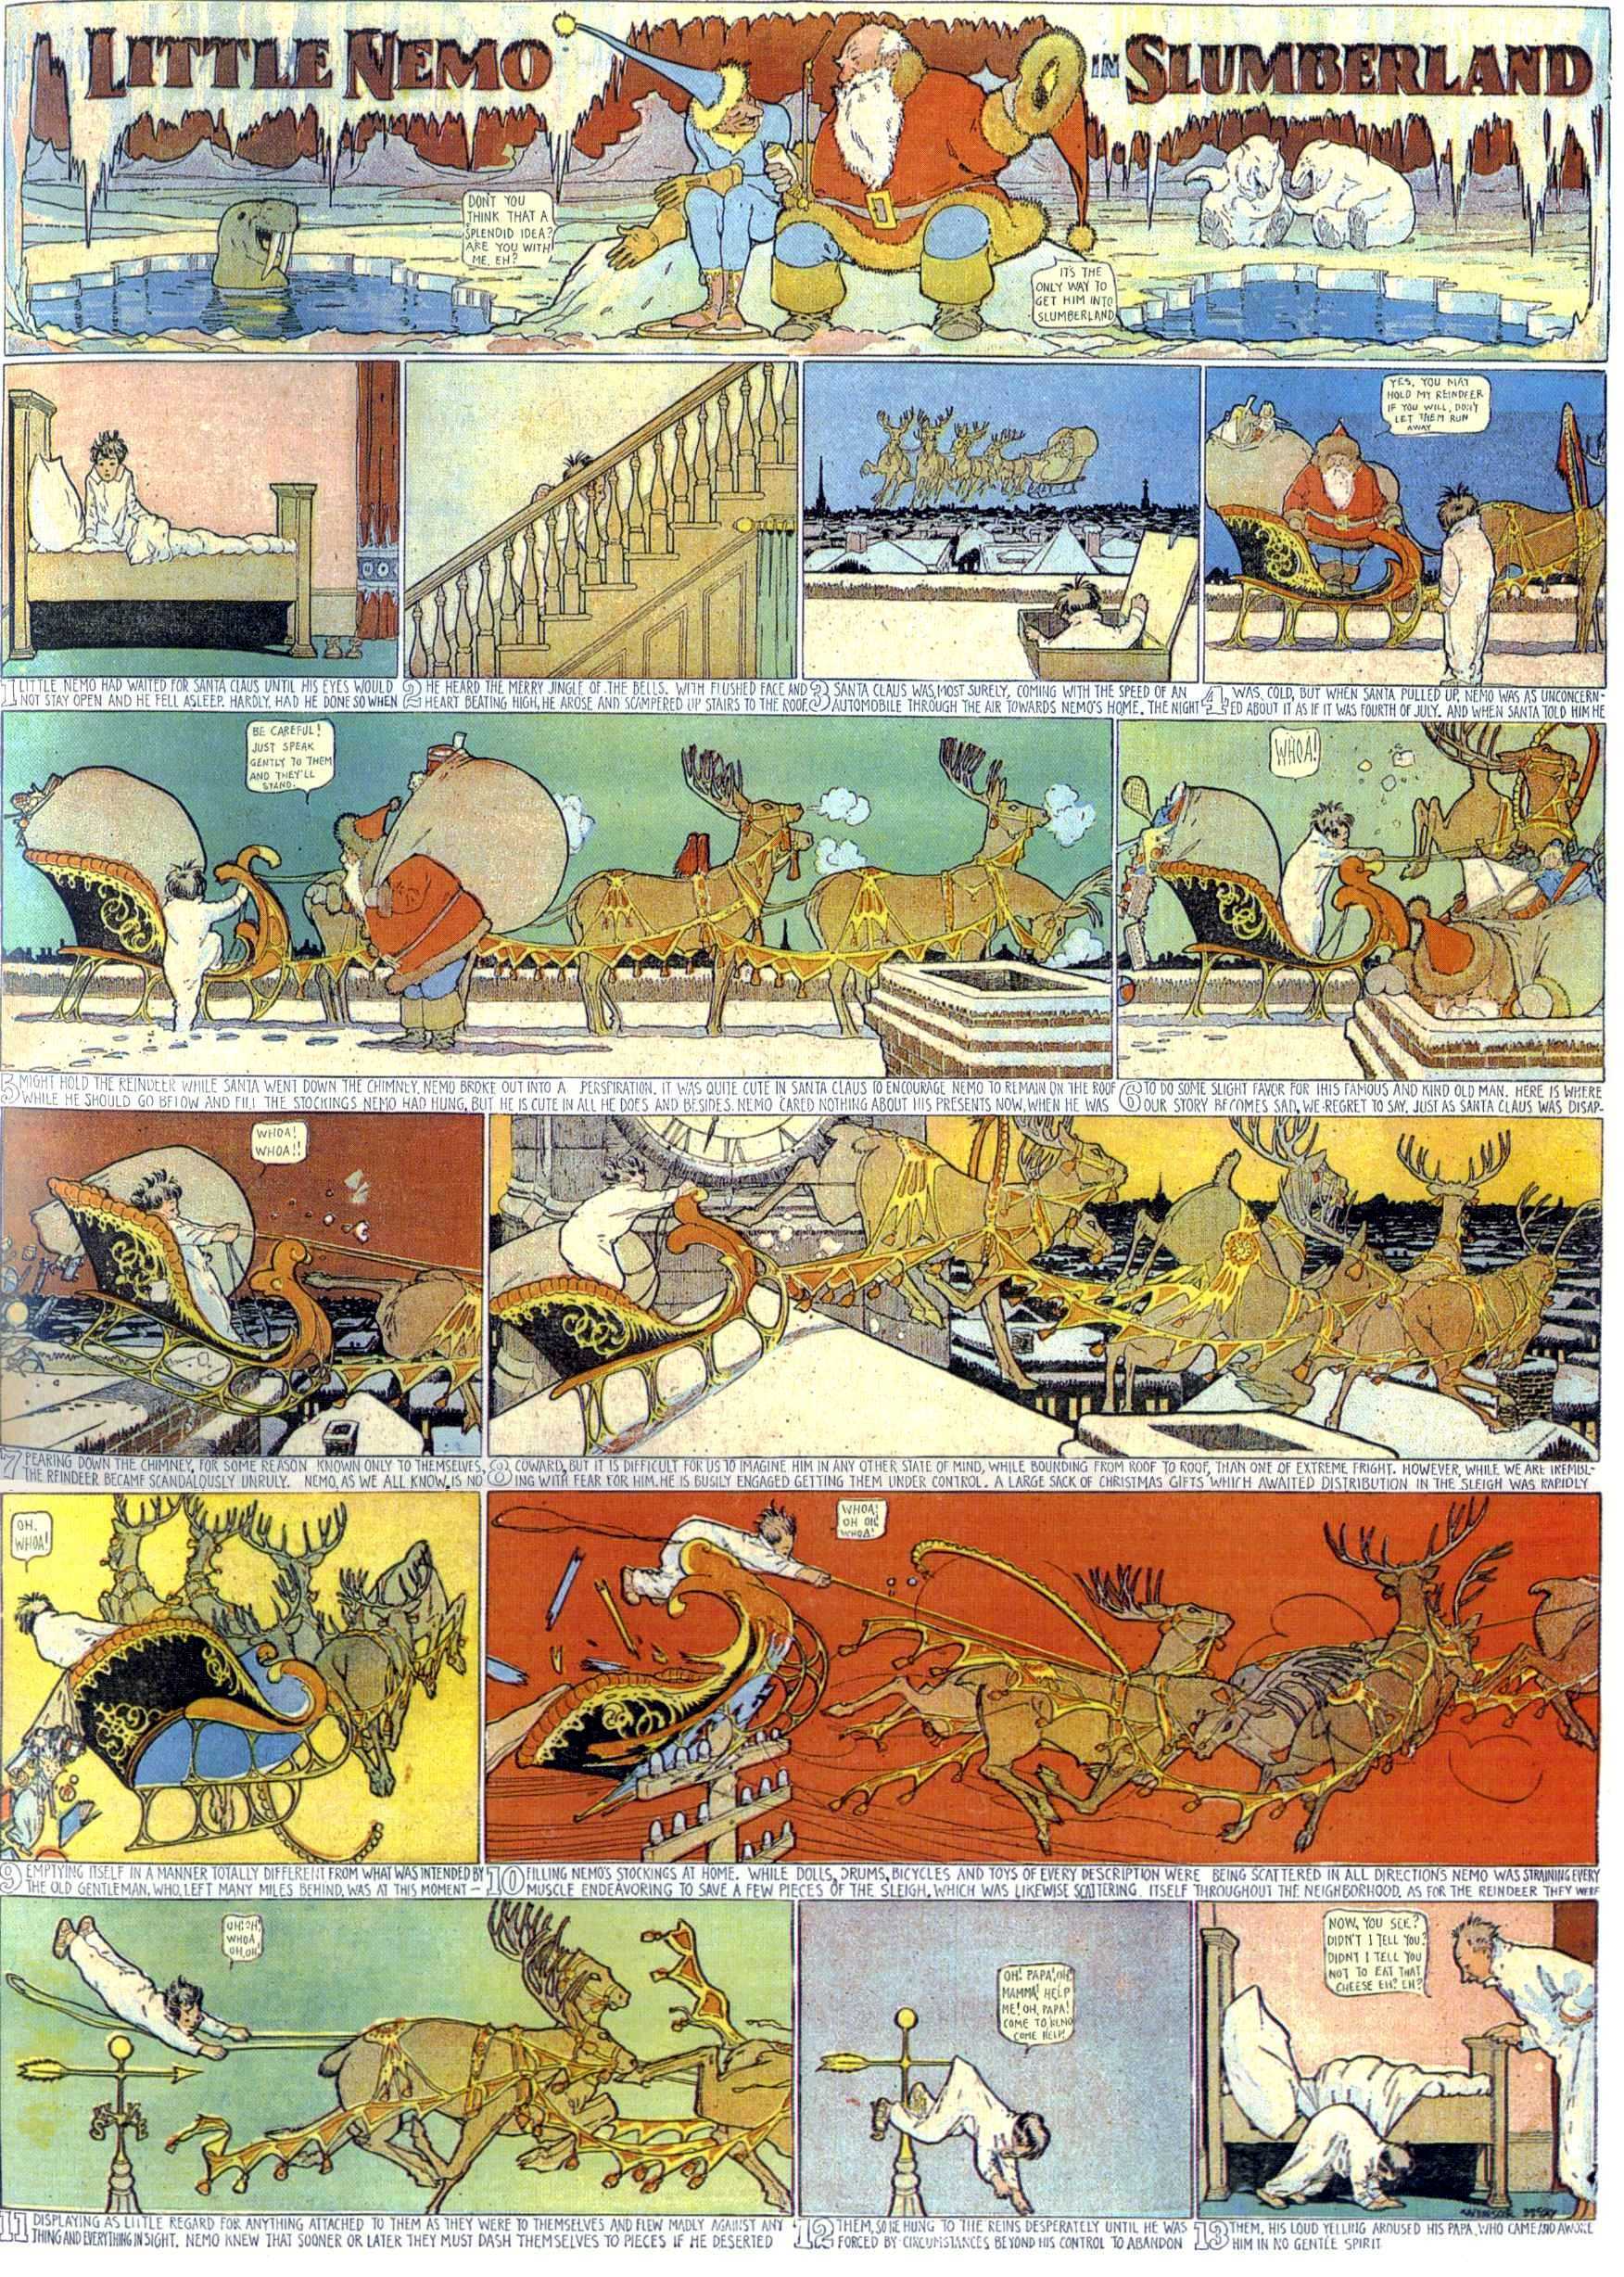 LITTLE NEMO IN SLUMBERLAND
DON'T YOU
THINK THAT A
SPLENDID IDEA?
ARE YOU WITH
ME, EH?
IT'S THE
ONLY WAY TO
GET HIM INTO
SLUMBERLAND
1 LITTLE NEMO HAD WAITED FOR SANTA CLAUS UNTIL HIS EYES WOULD
NOT STAY OPEN AND HE FELL ASLEEP. HARDLY, HAD HE DONE SO WHEN
2 HE HEARD THE MERRY JINGLE OF THE BELLS. WITH FLUSHED FACE AND
HEART BEATING HIGH, HE AROSE AND SCAMPERED UP STAIRS TO THE ROOF.
3 SANTA CLAUS WAS, MOST SURELY, COMING WITH THE SPEED OF AN
AUTOMOBILE THROUGH THE AIR TOWARDS NEMO'S HOME. THE NIGHT
YES, YOU MAY
HOLD MY REINDEER
IF YOU WILL, DON'T
LET THEM RUN
AWAY
4 WAS, COLD, BUT WHEN SANTA PULLED UP, NEMO WAS AS UNCONCERN-
ED ABOUT IT AS IF IT WAS FOURTH OF JULY. AND WHEN SANTA TOLD HIM HE
BE CAREFUL!
JUST SPEAK
GENTLY TO THEM
AND THEY'LL
STAND.
5 MIGHT HOLD THE REINDEER WHILE SANTA WENT DOWN THE CHIMNEY, NEMO BROKE OUT INTO A PERSPIRATION. IT WAS QUITE CUTE IN SANTA CLAUS TO ENCOURAGE NEMO TO REMAIN ON THE ROOF
WHILE HE SHOULD GO BELOW AND FILL THE STOCKINGS NEMO HAD HUNG, BUT HE IS CUTE IN ALL HE DOES AND BESIDES, NEMO CARED NOTHING ABOUT HIS PRESENTS NOW, WHEN HE WAS
WHOA!
6 TO DO SOME SLIGHT FAVOR FOR THIS FAMOUS AND KIND OLD MAN. HERE IS WHERE
OUR STORY BECOMES SAD, WE REGRET TO SAY. JUST AS SANTA CLAUS WAS DISAP-
WHOA!
WHOA!!
7 PEARING DOWN THE CHIMNEY, FOR SOME REASON KNOWN ONLY TO THEMSELVES,
THE REINDEER BECAME SCANDALOUSLY UNRULY. NEMO, AS WE ALL KNOW, IS NO
8 COWARD, BUT IT IS DIFFICULT FOR US TO IMAGINE HIM IN ANY OTHER STATE OF MIND, WHILE BOUNDING FROM ROOF TO ROOF, THAN ONE OF EXTREME FRIGHT. HOWEVER, WHILE WE ARE TREMBL-
ING WITH FEAR FOR HIM, HE IS BUSILY ENGAGED GETTING THEM UNDER CONTROL. A LARGE SACK OF CHRISTMAS GIFTS WHICH AWAITED DISTRIBUTION IN THE SLEIGH WAS RAPIDLY
OH.
WHOA!
9 EMPTYING ITSELF IN A MANNER TOTALLY DIFFERENT FROM WHAT WAS INTENDED BY
THE OLD GENTLEMAN, WHO, LEFT MANY MILES BEHIND, WAS AT THIS MOMENT—
WHOA!
OH OH!
WHOA!
10 FILLING NEMO'S STOCKINGS AT HOME. WHILE DOLLS, DRUMS, BICYCLES AND TOYS OF EVERY DESCRIPTION WERE BEING SCATTERED IN ALL DIRECTIONS NEMO WAS STRAINING EVERY
MUSCLE ENDEAVORING TO SAVE A FEW PIECES OF THE SLEIGH, WHICH WAS LIKEWISE SCATTERING ITSELF THROUGHOUT THE NEIGHBORHOOD. AS FOR THE REINDEER THEY WERE
OH! OH!
WHOA
OH, OH!
11 DISPLAYING AS LITTLE REGARD FOR ANYTHING ATTACHED TO THEM AS THEY WERE TO THEMSELVES AND FLEW MADLY AGAINST ANY
THING AND EVERYTHING IN SIGHT. NEMO KNEW THAT SOONER OR LATER THEY MUST DASH THEMSELVES TO PIECES IF HE DESERTED
OH! PAPA! OH!
MAMMA! HELP
ME! OH, PAPA!
COME TO
COME HELP!
12 THEM, SO HE HUNG TO THE REINS DESPERATELY UNTIL HE WAS
FORCED BY CIRCUMSTANCES BEYOND HIS CONTROL TO ABANDON
NOW, YOU SEE?
DIDN'T I TELL YOU?
DIDN'T I TELL YOU
NOT TO EAT THAT
CHEESE EH? EH?
WINSOR McCAY
13 THEM. HIS LOUD YELLING AROUSED HIS PAPA, WHO CAME AND AWOKE
HIM IN NO GENTLE SPIRIT